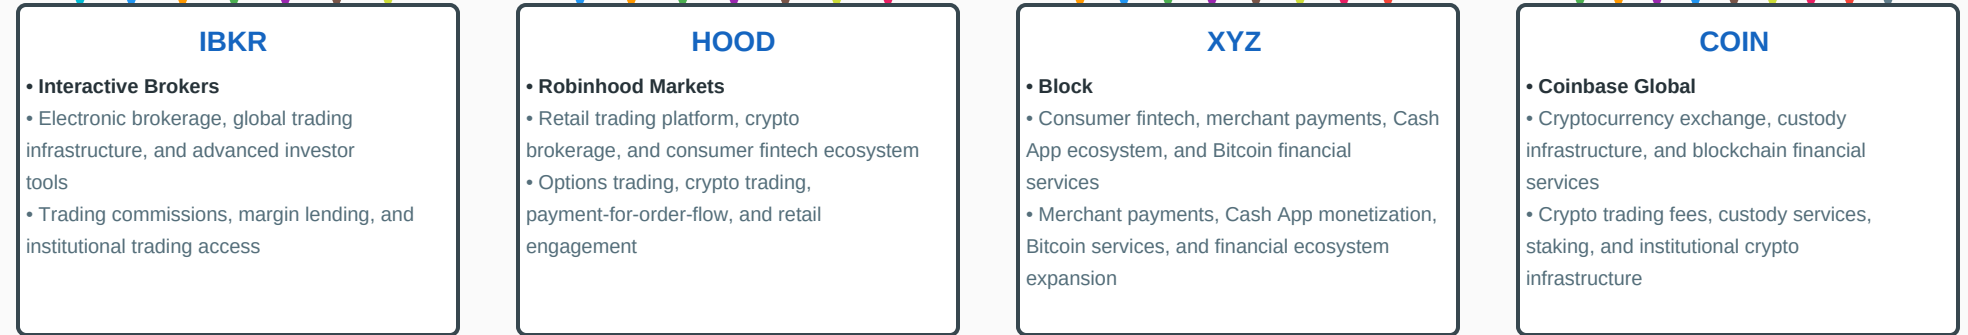 IBKR
• Interactive Brokers
• Electronic brokerage, global trading
infrastructure, and advanced investor
tools
• Trading commissions, margin lending, and
institutional trading access
HOOD
• Robinhood Markets
• Retail trading platform, crypto
brokerage, and consumer fintech ecosystem
• Options trading, crypto trading,
payment-for-order-flow, and retail
engagement
XYZ
• Block
• Consumer fintech, merchant payments, Cash
App ecosystem, and Bitcoin financial
services
• Merchant payments, Cash App monetization,
Bitcoin services, and financial ecosystem
expansion
COIN
• Coinbase Global
• Cryptocurrency exchange, custody
infrastructure, and blockchain financial
services
• Crypto trading fees, custody services,
staking, and institutional crypto
infrastructure